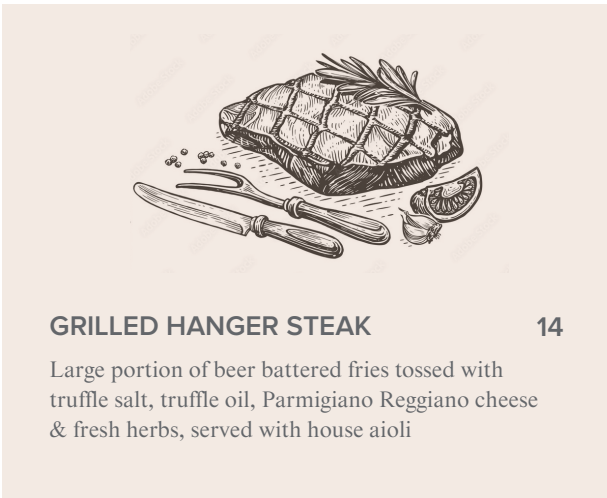 GRILLED HANGER STEAK 14
Large portion of beer battered fries tossed with
truffle salt, truffle oil, Parmigiano Reggiano cheese
& fresh herbs, served with house aioli